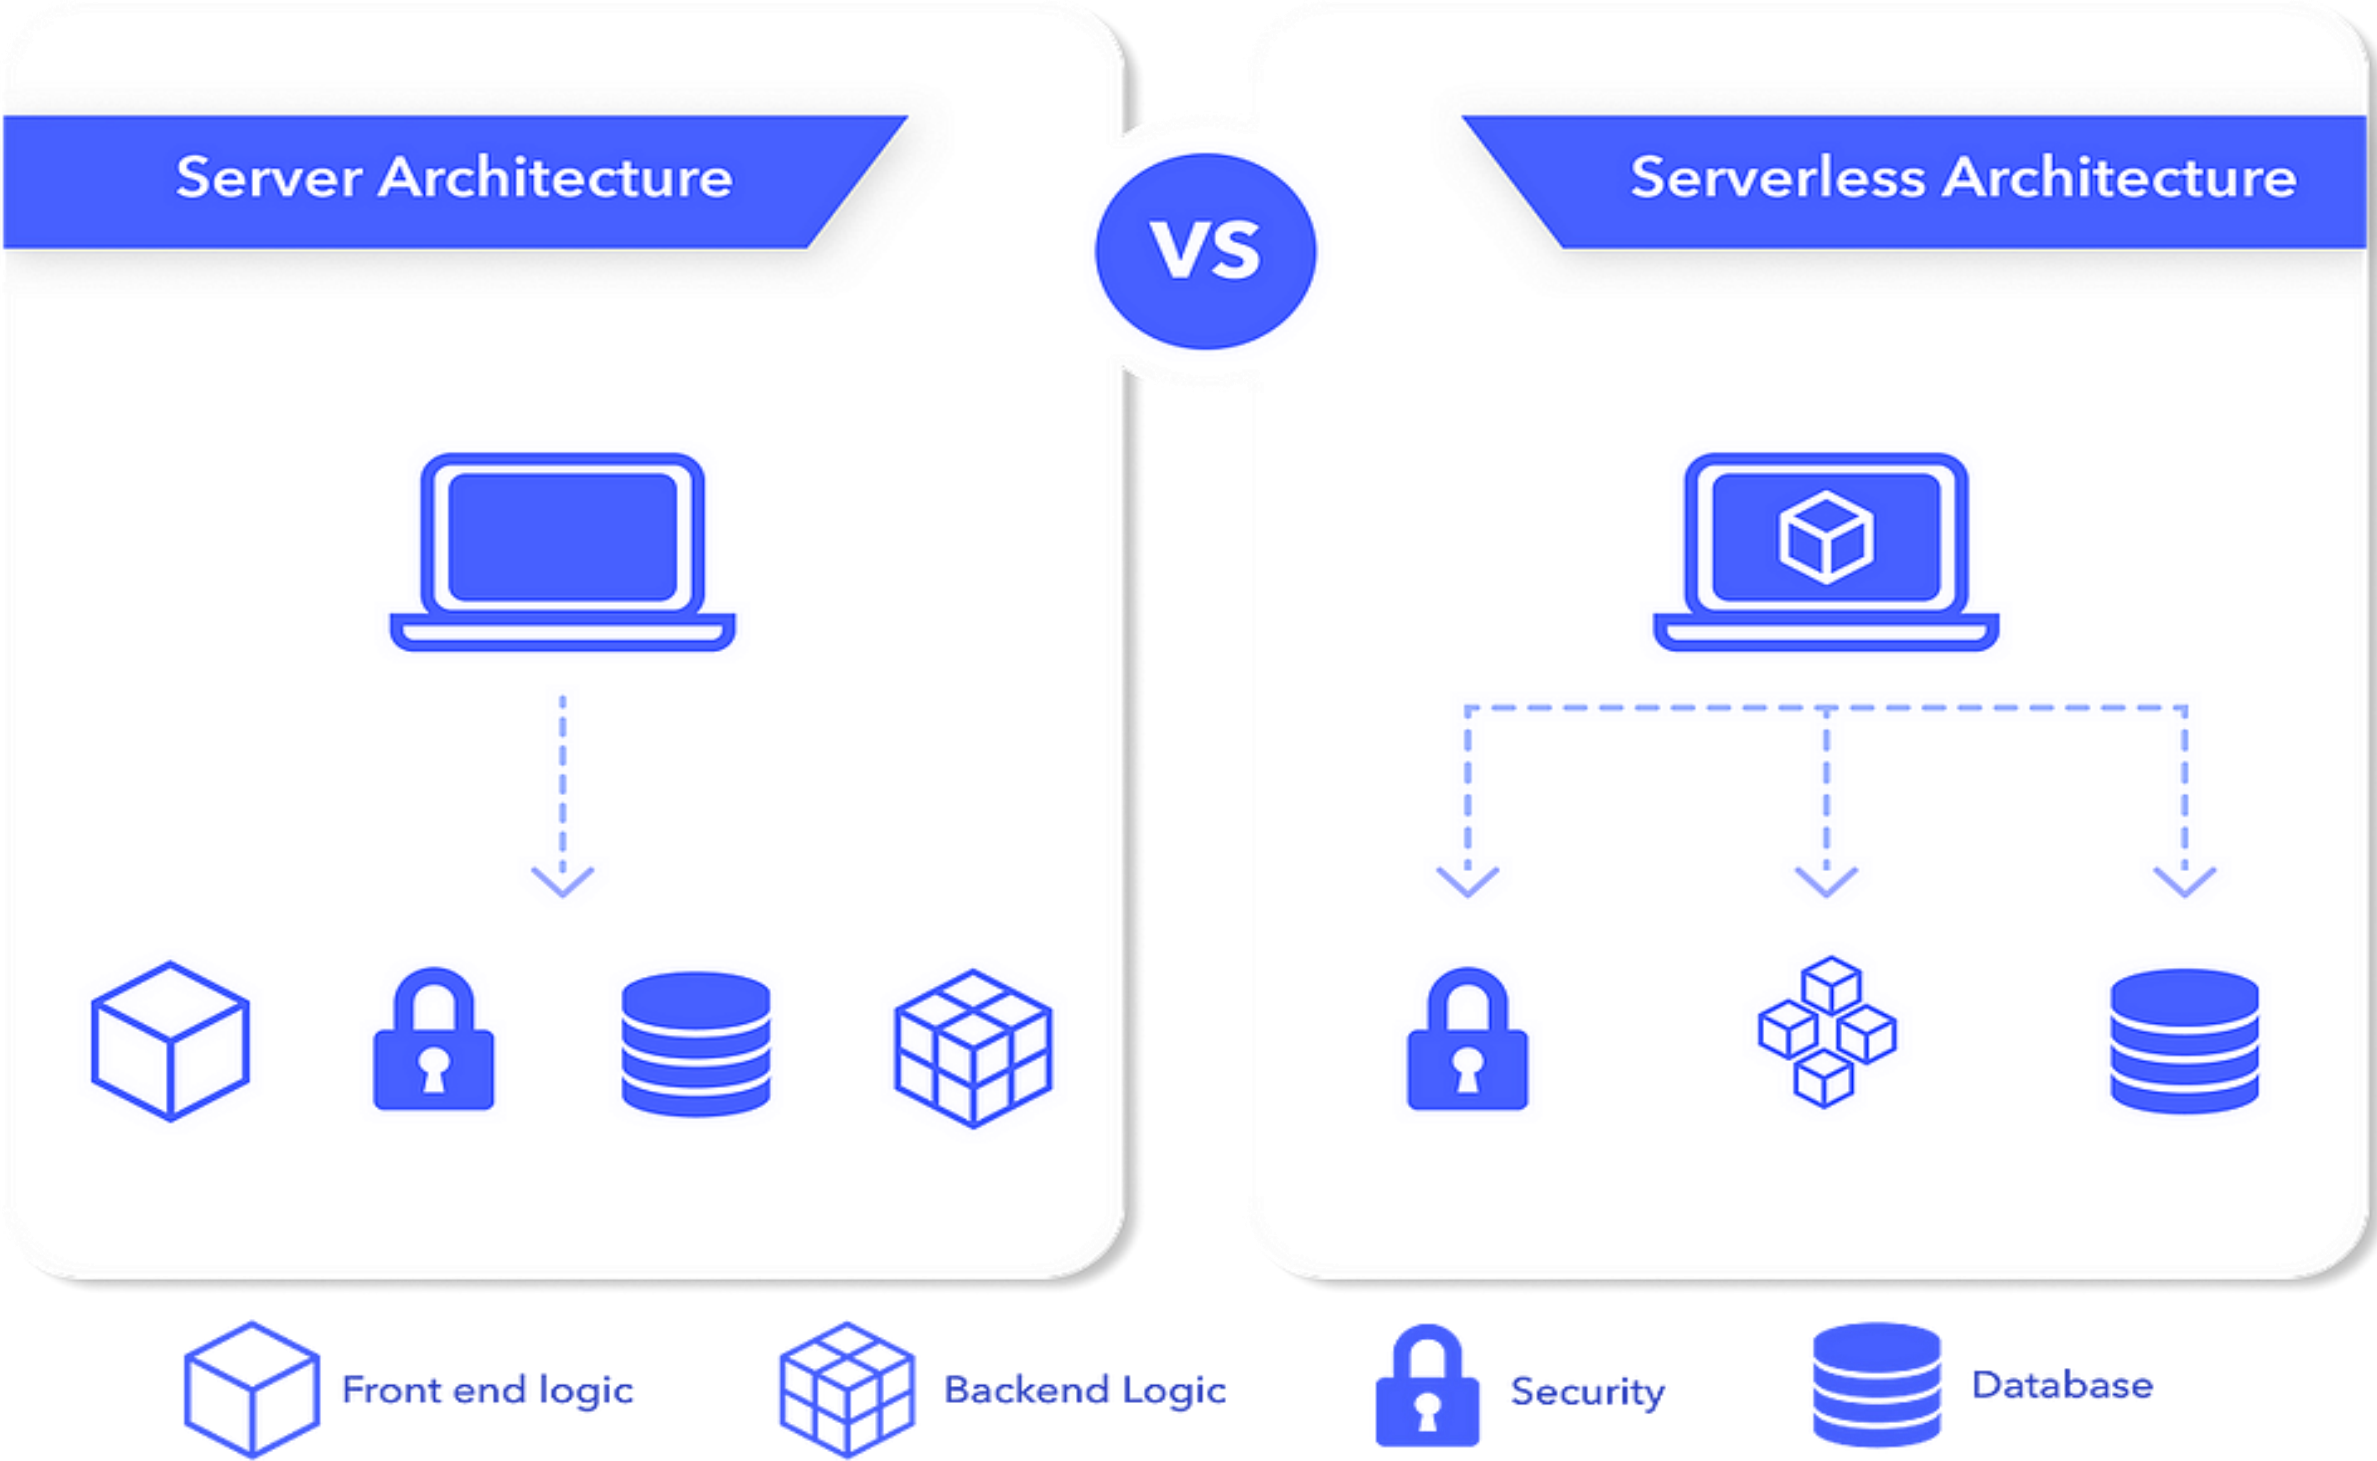 Server Architecture
VS
Serverless Architecture
Front end logic
Backend Logic
Security
Database